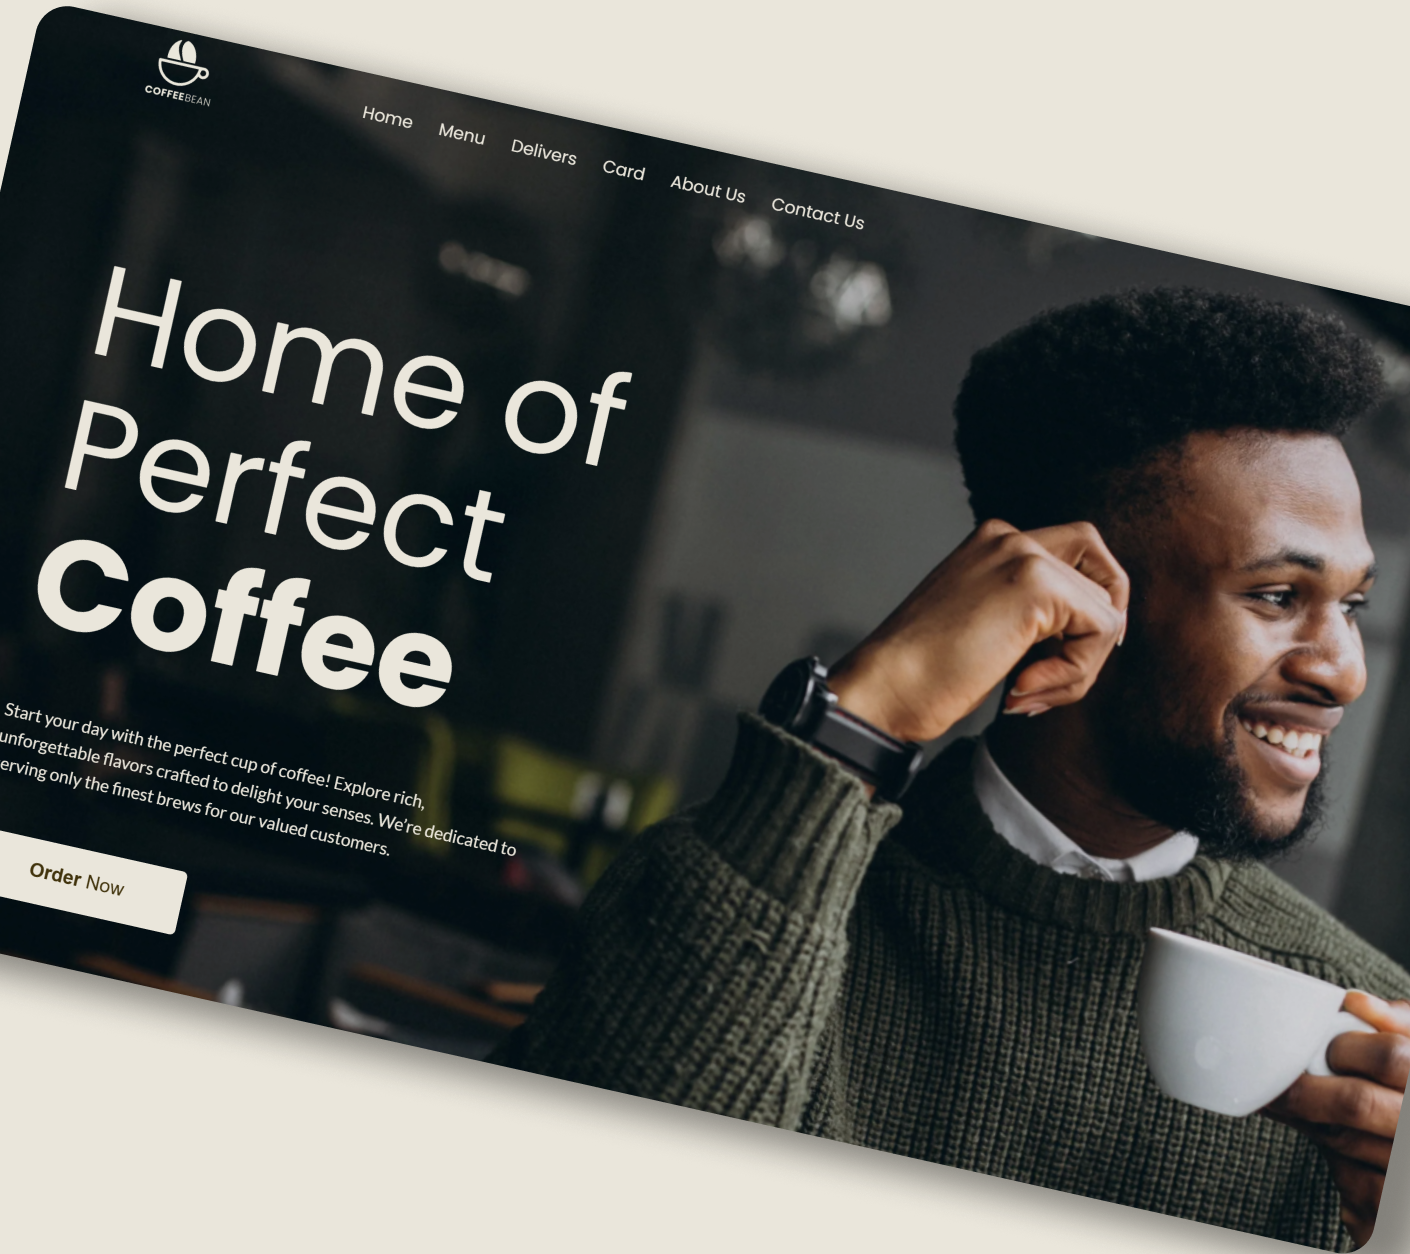 COFFEEBEAN
Home Menu Delivers Card About Us Contact Us
Home of
Perfect
Coffee
Start your day with the perfect cup of coffee! Explore rich,
unforgettable flavors crafted to delight your senses. We're dedicated to
erving only the finest brews for our valued customers.
Order Now